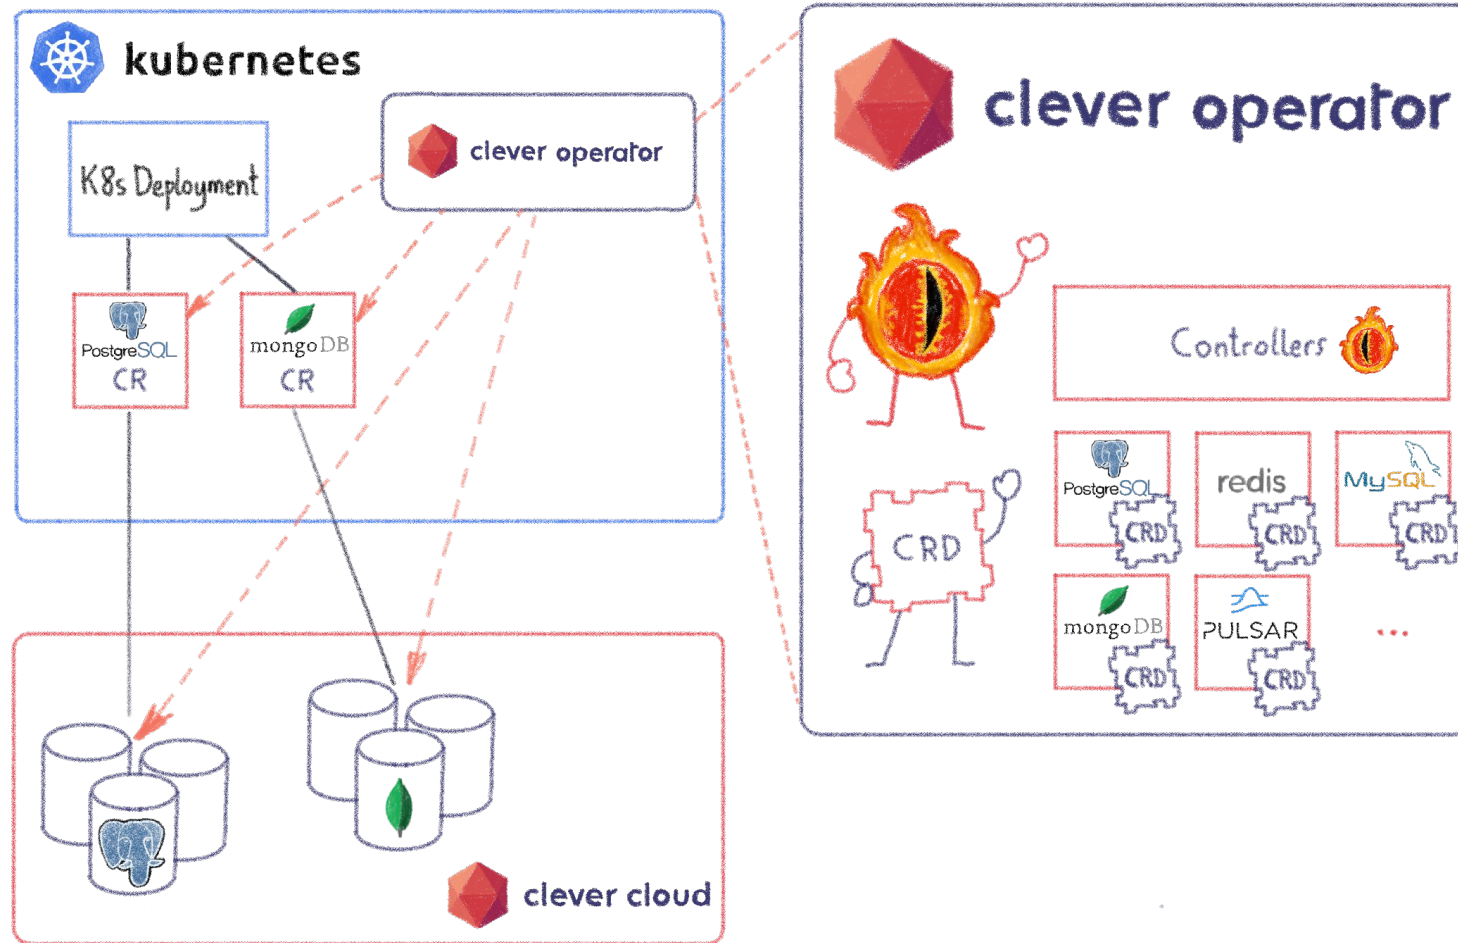 kubernetes
clever operator
K8s Deployment
PostgreSQL
CR
mongoDB
CR
clever cloud
clever operator
Controllers
CRD
PostgreSQL
CRD
redis
CRD
MySQL
CRD
mongoDB
CRD
PULSAR
CRD
...